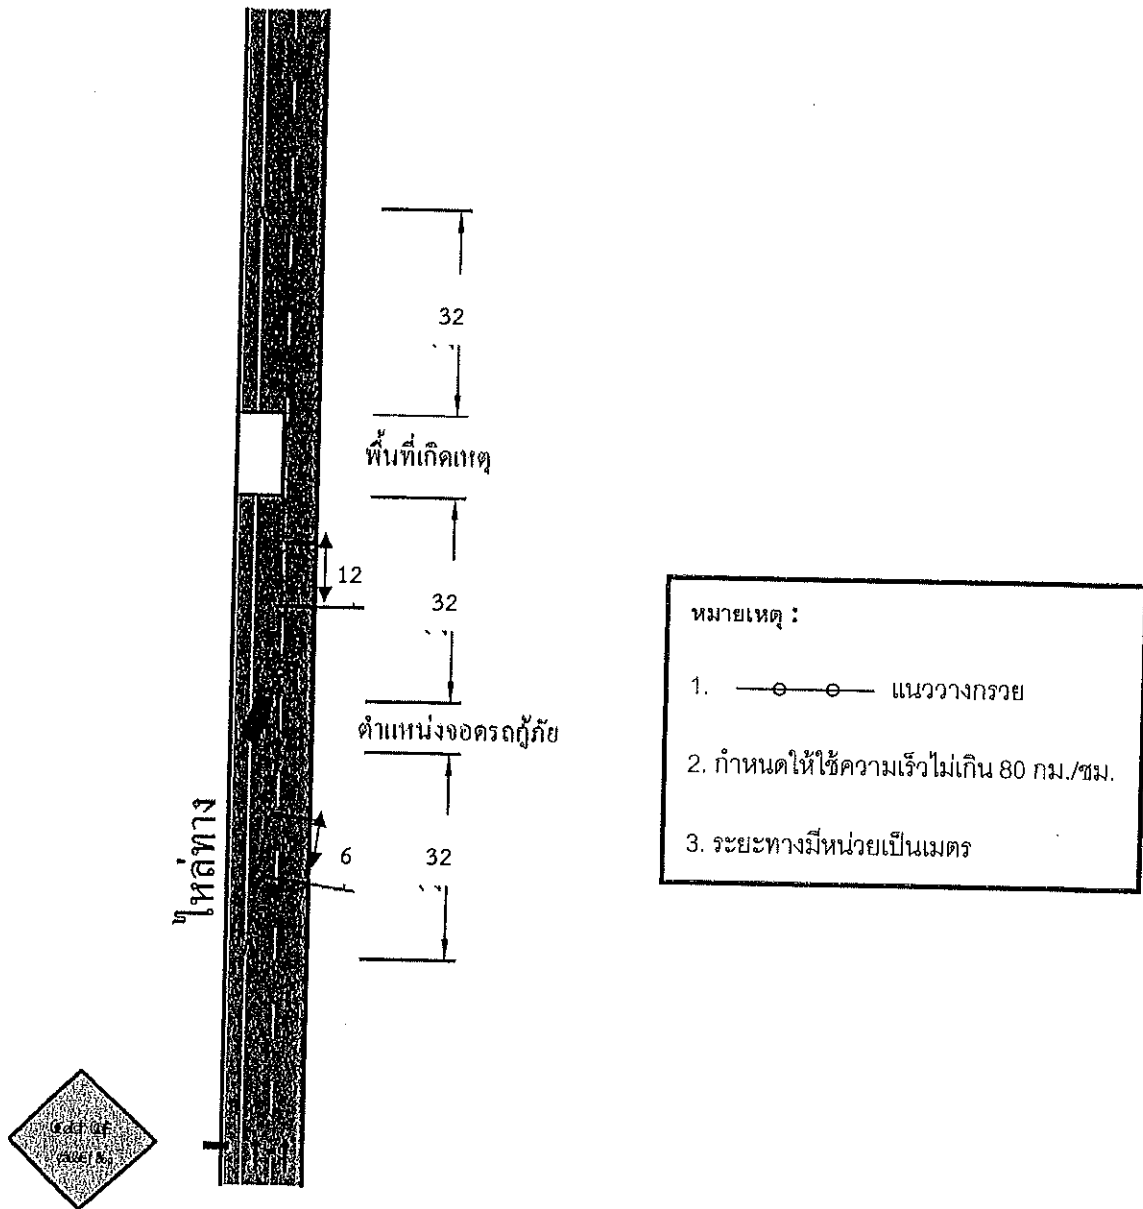 32
พื้นที่เกิดเหตุ
12
32
ตำแหน่งจอดรถกู้ภัย
ไหล่ทาง
6
32
หมายเหตุ :
1. แนววางกรวย
2. กำหนดให้ใช้ความเร็วไม่เกิน 80 กม./ชม.
3. ระยะทางมีหน่วยเป็นเมตร